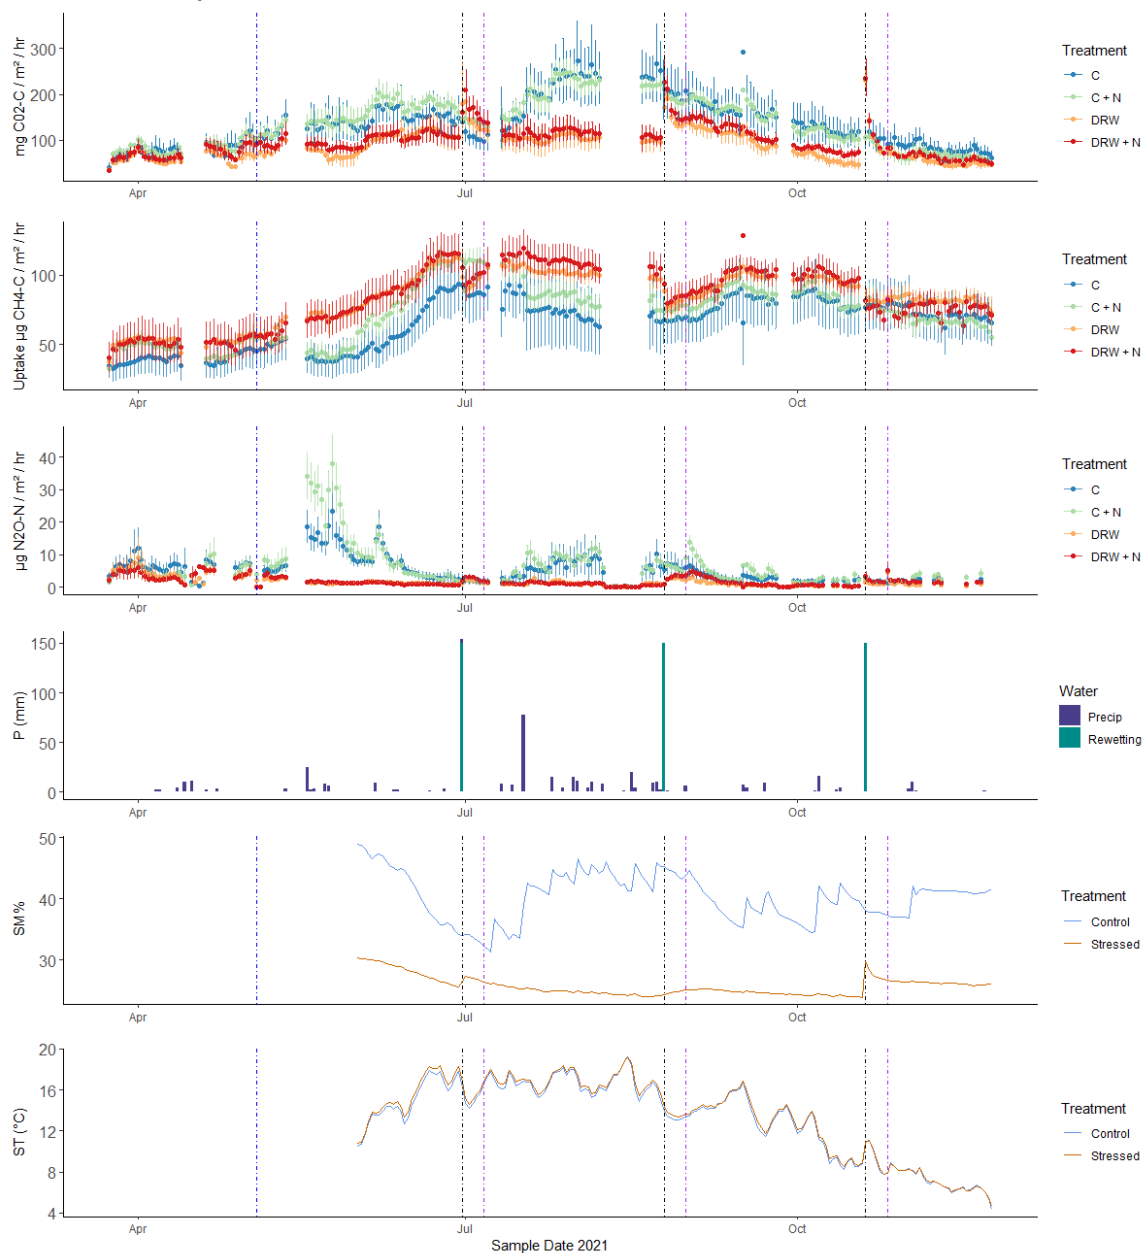 mg C02-C / m² / hr
300
200
100
Apr
Jul
Oct
Treatment
C
C + N
DRW
DRW + N
Uptake µg CH4-C / m² / hr
100
50
Apr
Jul
Oct
Treatment
C
C + N
DRW
DRW + N
µg N2O-N / m² / hr
40
30
20
10
0
Apr
Jul
Oct
Treatment
C
C + N
DRW
DRW + N
P (mm)
150
100
50
0
Apr
Jul
Oct
Water
Precip
Rewetting
SM%
50
40
30
Apr
Jul
Oct
Treatment
Control
Stressed
ST (°C)
20
16
12
8
4
Apr
Jul
Oct
Treatment
Control
Stressed
Sample Date 2021